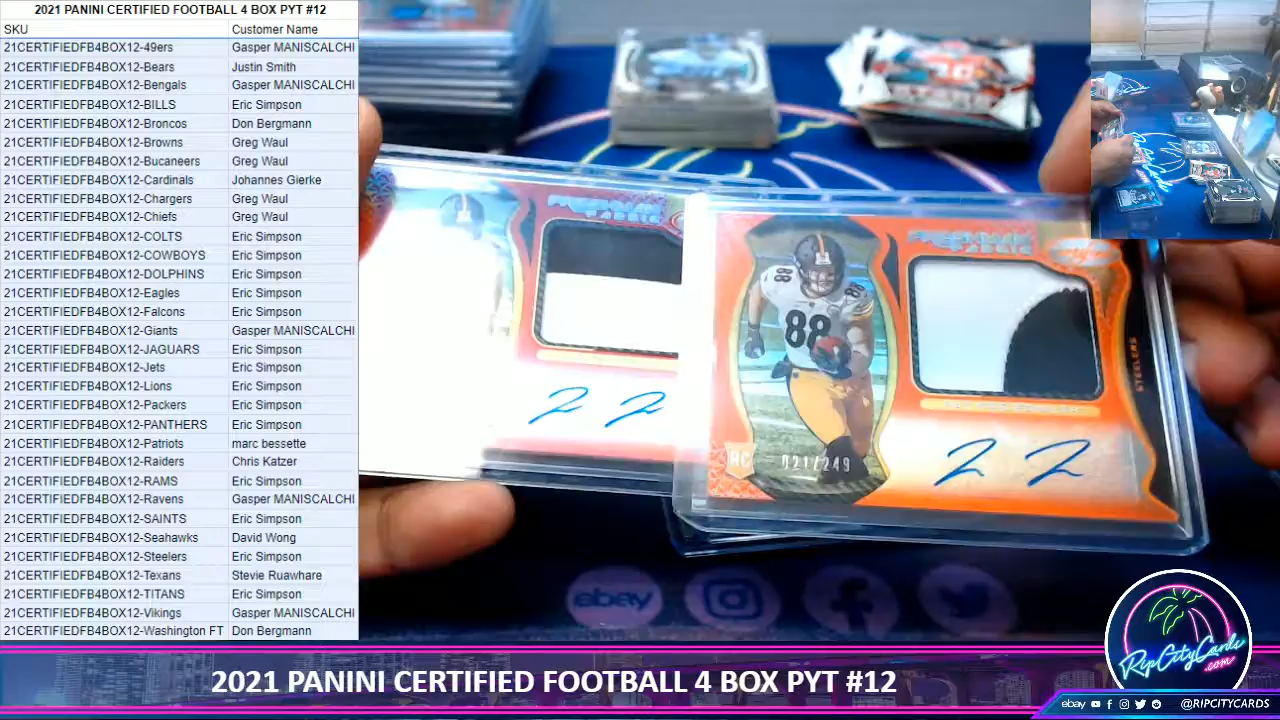 2021 PANINI CERTIFIED FOOTBALL 4 BOX PYT #12
SKU Customer Name
21CERTIFIEDFB4BOX12-49ers Gasper MANISCALCHI
21CERTIFIEDFB4BOX12-Bears Justin Smith
21CERTIFIEDFB4BOX12-Bengals Gasper MANISCALCHI
21CERTIFIEDFB4BOX12-BILLS Eric Simpson
21CERTIFIEDFB4BOX12-Broncos Don Bergmann
21CERTIFIEDFB4BOX12-Browns Greg Waul
21CERTIFIEDFB4BOX12-Bucaneers Greg Waul
21CERTIFIEDFB4BOX12-Cardinals Johannes Gierke
21CERTIFIEDFB4BOX12-Chargers Greg Waul
21CERTIFIEDFB4BOX12-Chiefs Greg Waul
21CERTIFIEDFB4BOX12-COLTS Eric Simpson
21CERTIFIEDFB4BOX12-COWBOYS Eric Simpson
21CERTIFIEDFB4BOX12-DOLPHINS Eric Simpson
21CERTIFIEDFB4BOX12-Eagles Eric Simpson
21CERTIFIEDFB4BOX12-Falcons Eric Simpson
21CERTIFIEDFB4BOX12-Giants Gasper MANISCALCHI
21CERTIFIEDFB4BOX12-JAGUARS Eric Simpson
21CERTIFIEDFB4BOX12-Jets Eric Simpson
21CERTIFIEDFB4BOX12-Lions Eric Simpson
21CERTIFIEDFB4BOX12-Packers Eric Simpson
21CERTIFIEDFB4BOX12-PANTHERS Eric Simpson
21CERTIFIEDFB4BOX12-Patriots marc bessette
21CERTIFIEDFB4BOX12-Raiders Chris Katzer
21CERTIFIEDFB4BOX12-RAMS Eric Simpson
21CERTIFIEDFB4BOX12-Ravens Gasper MANISCALCHI
21CERTIFIEDFB4BOX12-SAINTS Eric Simpson
21CERTIFIEDFB4BOX12-Seahawks David Wong
21CERTIFIEDFB4BOX12-Steelers Eric Simpson
21CERTIFIEDFB4BOX12-Texans Stevie Ruawhare
21CERTIFIEDFB4BOX12-TITANS Eric Simpson
21CERTIFIEDFB4BOX12-Vikings Gasper MANISCALCHI
21CERTIFIEDFB4BOX12-Washington FT Don Bergmann
88
88
STEELERS
RC
021/249
ebay
RipCityCards
.com
2021 PANINI CERTIFIED FOOTBALL 4 BOX PYT #12
ebay @RIPCITYCARDS